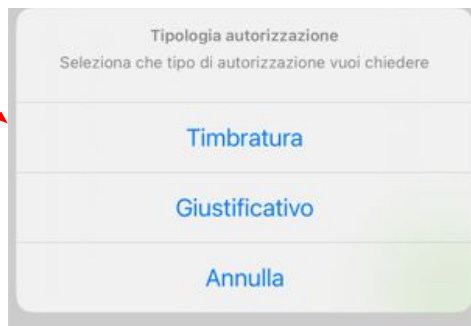 Tipologia autorizzazione
Seleziona che tipo di autorizzazione vuoi chiedere
Timbratura
Giustificativo
Annulla